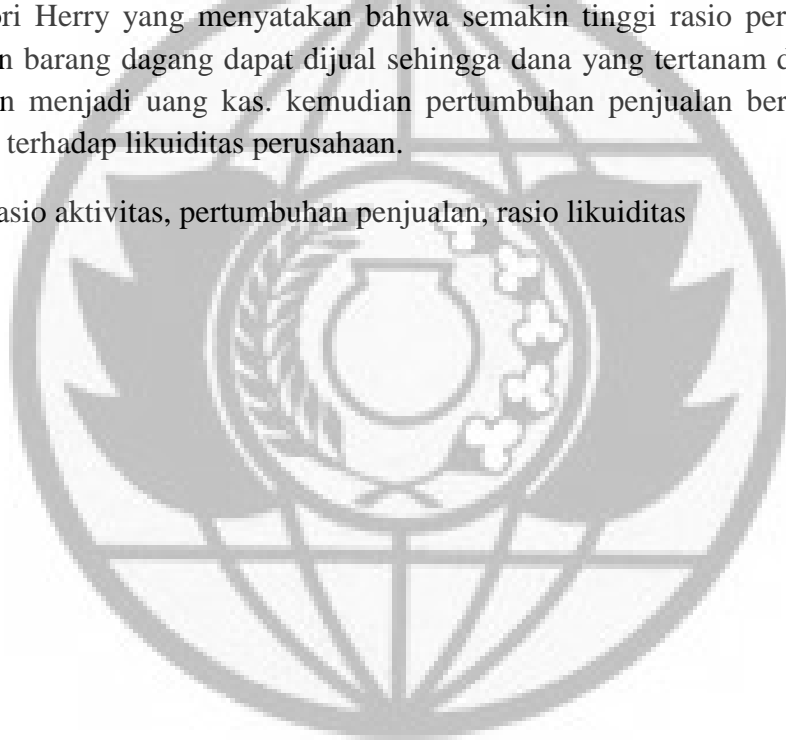 ori Herry yang menyatakan bahwa semakin tinggi rasio per
n barang dagang dapat dijual sehingga dana yang tertanam d
n menjadi uang kas. kemudian pertumbuhan penjualan ber
terhadap likuiditas perusahaan.
asio aktivitas, pertumbuhan penjualan, rasio likuiditas